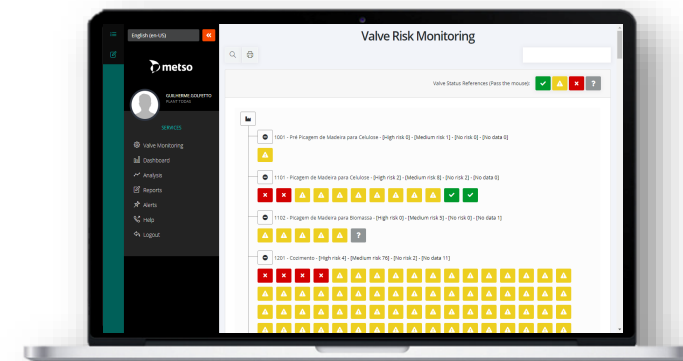 English (en-US)
Valve Risk Monitoring
metso
Valve Status References (Pass the mouse):
GUILHERME GOLFETTO
PLANT TODAS
SERVICES
Valve Monitoring
Dashboard
Analysis
Reports
Alerts
Help
Logout
1001 - Pré Picagem de Madeira para Celulose - [High risk 0] - [Medium risk 1] - [No risk 0] - [No data 0]
1101 - Picagem de Madeira para Celulose - [High risk 2] - [Medium risk 8] - [No risk 2] - [No data 0]
1102 - Picagem de Madeira para Biomassa - [High risk 0] - [Medium risk 5] - [No risk 0] - [No data 1]
1201 - Cozimento - [High risk 4] - [Medium risk 76] - [No risk 2] - [No data 11]